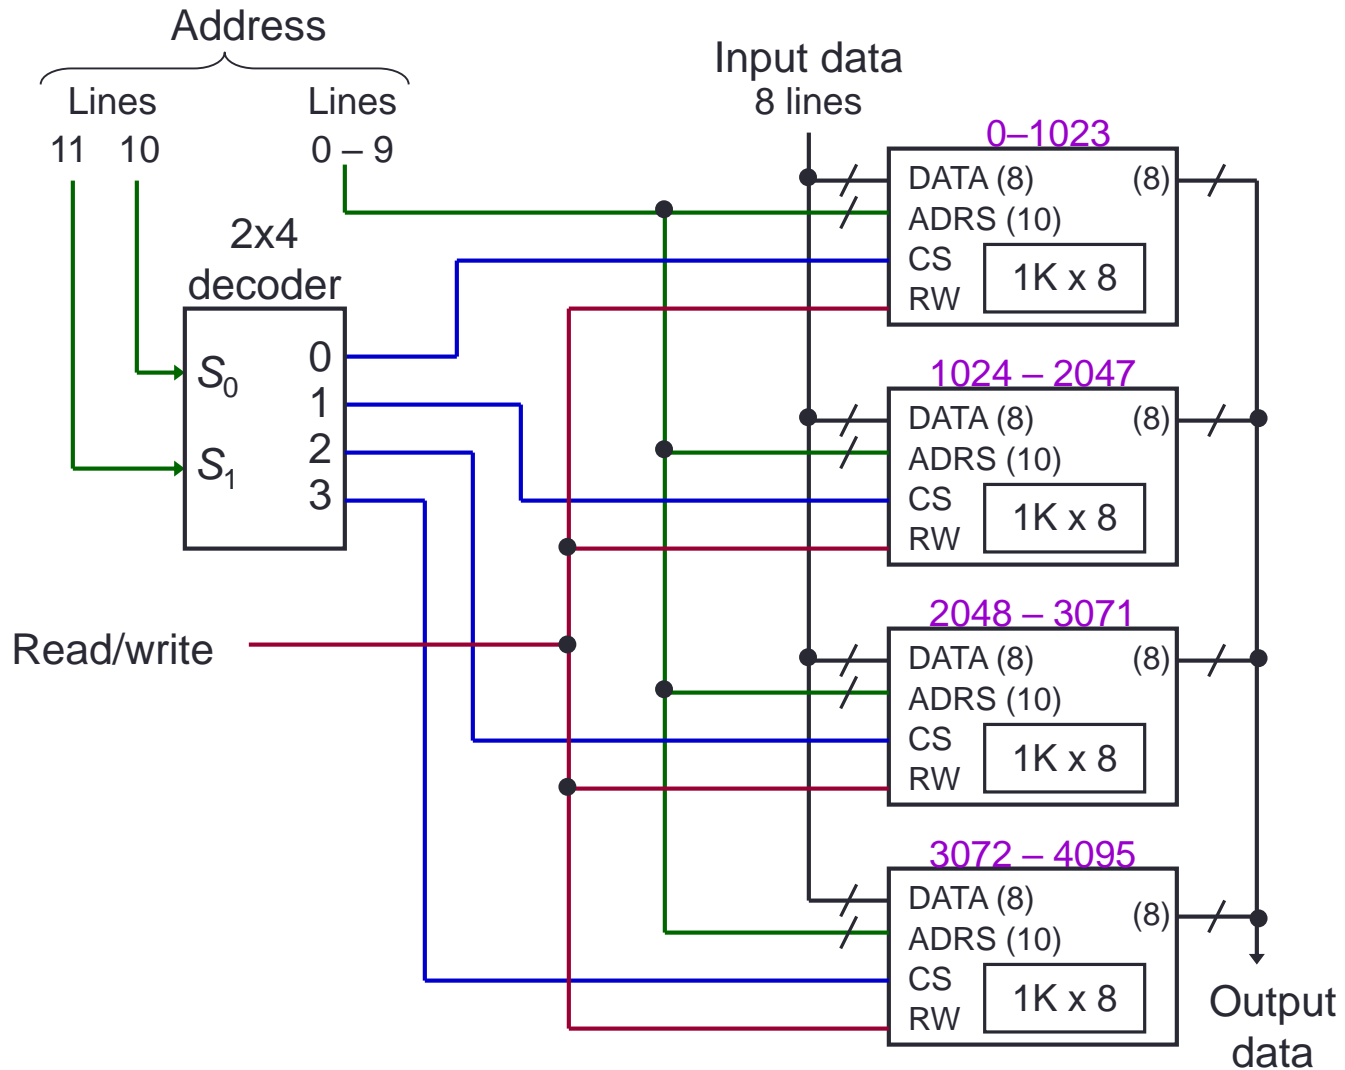 Address
Lines
11 10
Lines
0 – 9
2x4
decoder
S0
S1
0
1
2
3
Read/write
Input data
8 lines
0–1023
DATA (8) (8)
ADRS (10)
CS
RW
1K x 8
1024 – 2047
DATA (8) (8)
ADRS (10)
CS
RW
1K x 8
2048 – 3071
DATA (8) (8)
ADRS (10)
CS
RW
1K x 8
3072 – 4095
DATA (8) (8)
ADRS (10)
CS
RW
1K x 8
Output
data